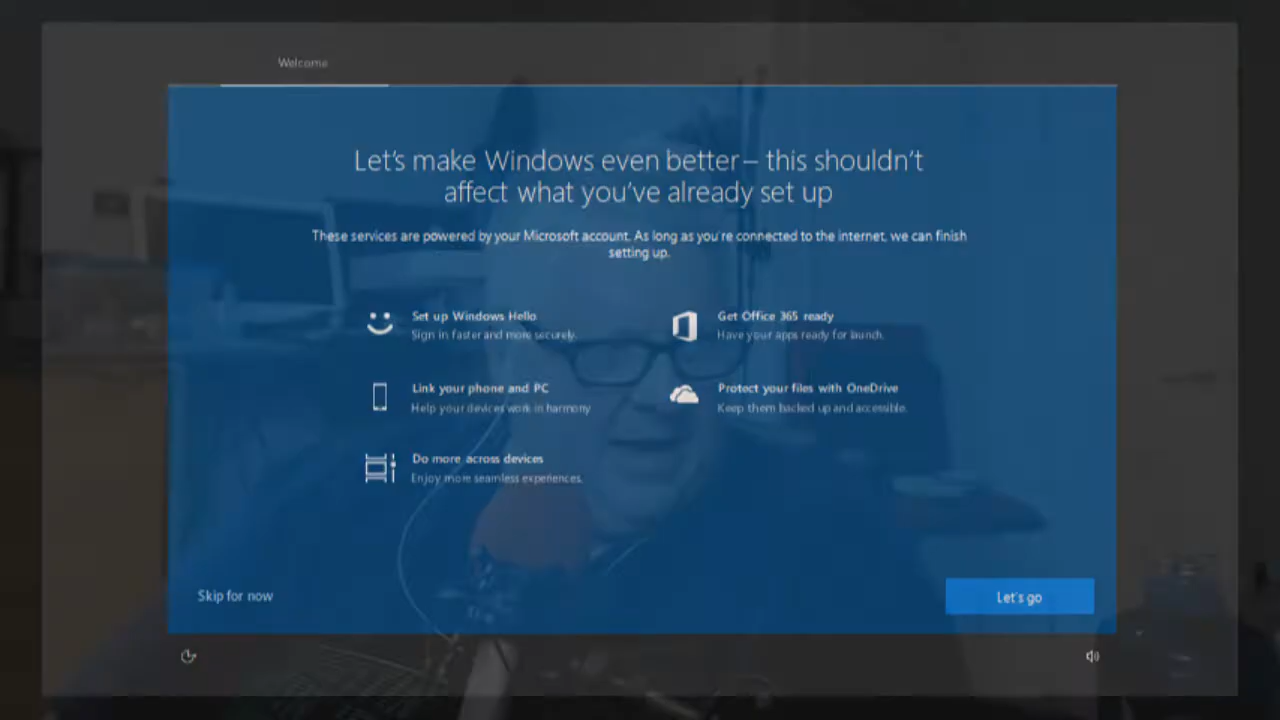 Welcome
Let's make Windows even better – this shouldn't
affect what you've already set up
These services are powered by your Microsoft account. As long as you're connected to the internet, we can finish
setting up.
Set up Windows Hello
Sign in faster and more securely.
Get Office 365 ready
Have your apps ready for launch.
Link your phone and PC
Help your devices work in harmony
Protect your files with OneDrive
Keep them backed up and accessible.
Do more across devices
Enjoy more seamless experiences.
Skip for now
Let's go